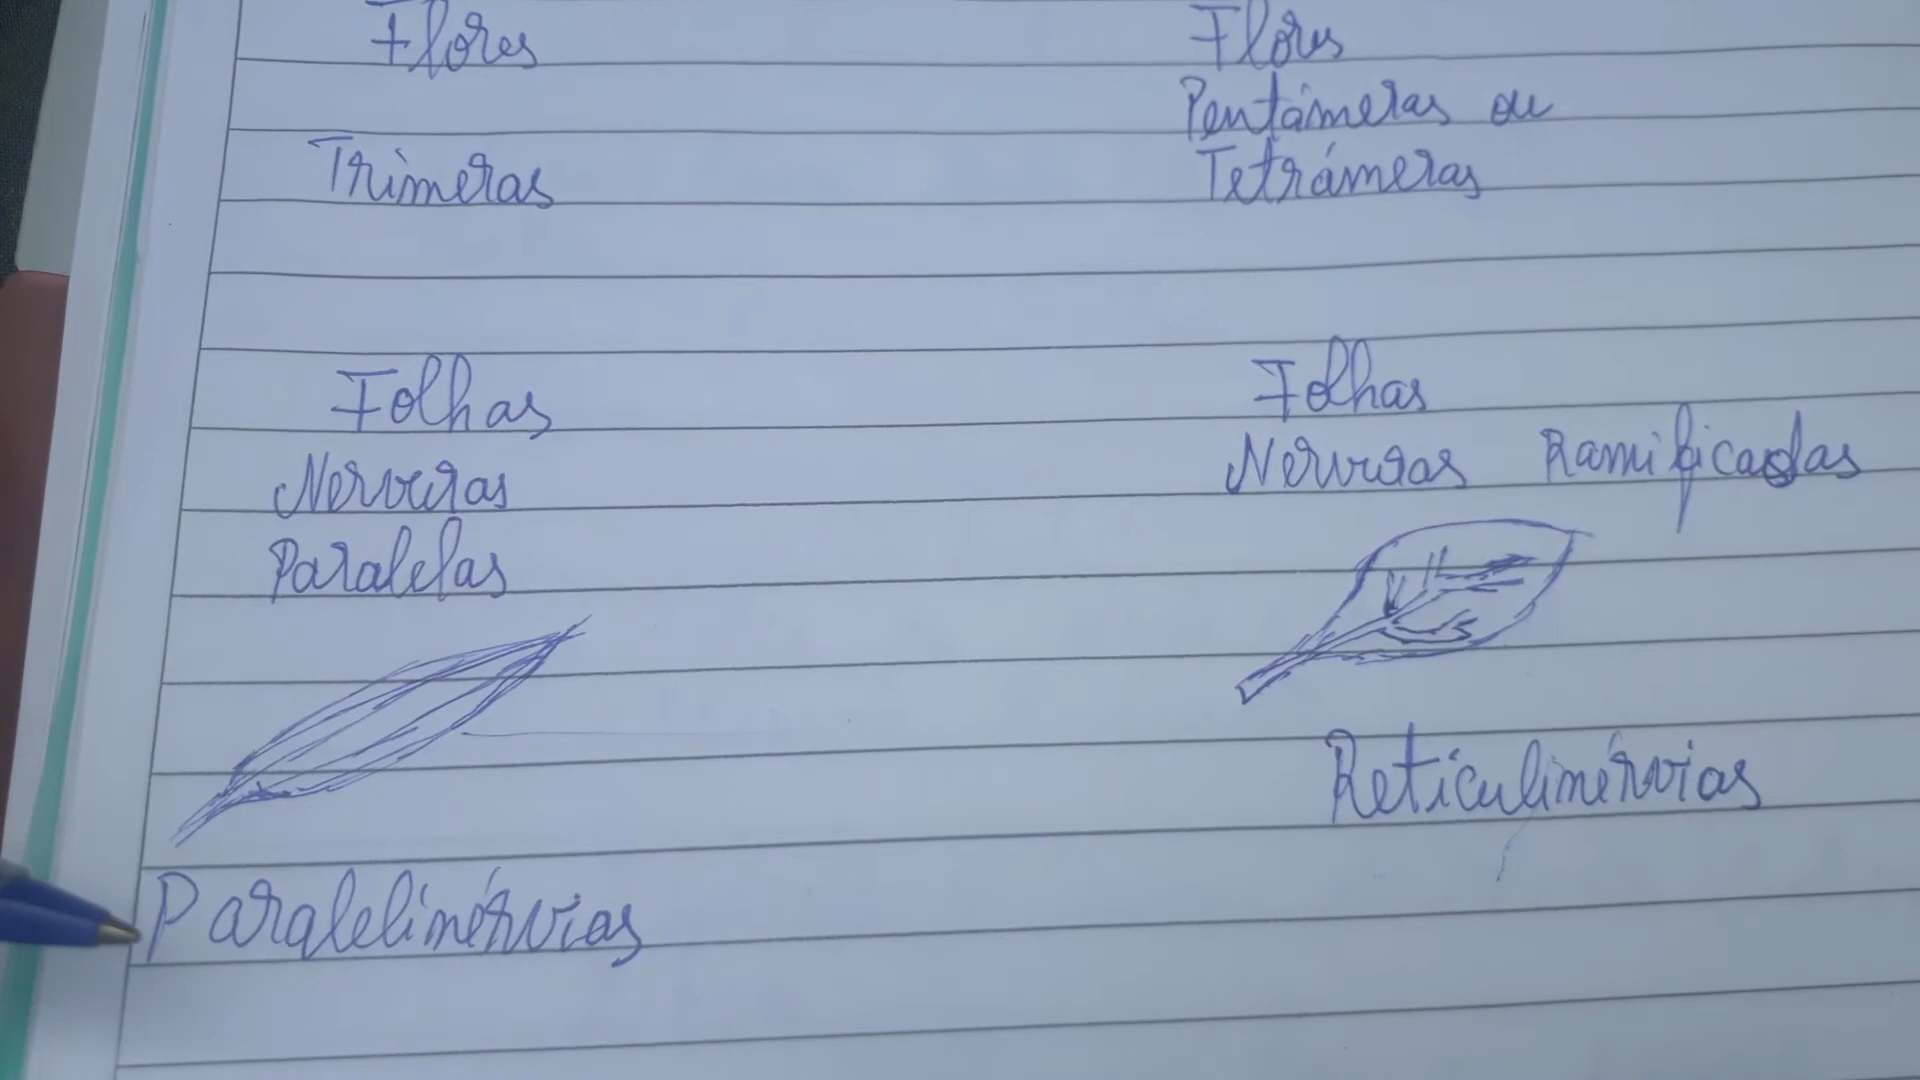 Flores
Trimeras
Folhas
Nervuras
Paralelas
Paralelinérvias
Flores
Pentâmeras ou
Tetrâmeras
Folhas
Nervuras Ramificadas
Reticulinérvias